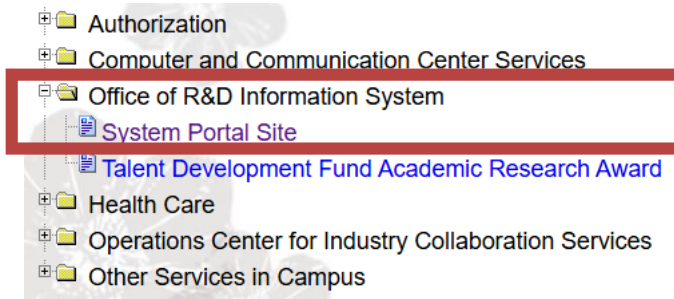 Authorization
Computer and Communication Center Services
Office of R&D Information System
System Portal Site
Talent Development Fund Academic Research Award
Health Care
Operations Center for Industry Collaboration Services
Other Services in Campus